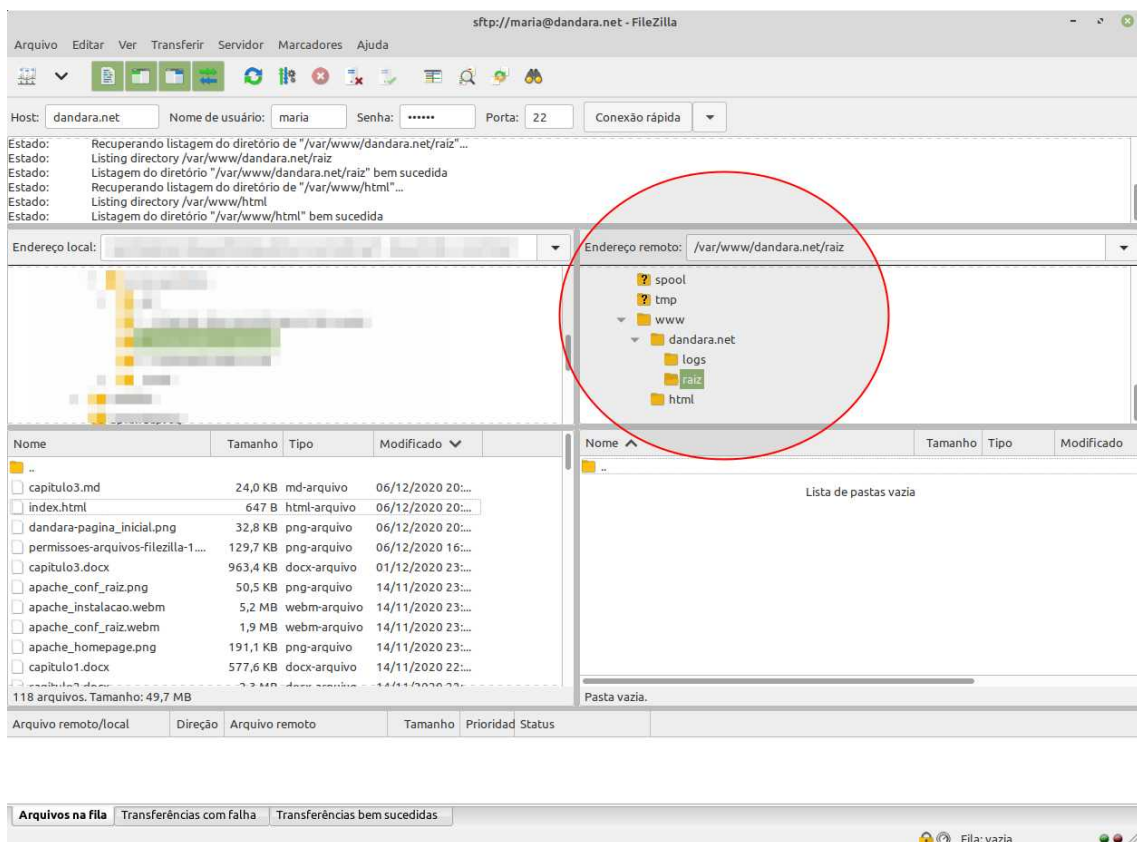 sftp://maria@dandara.net - FileZilla
Arquivo Editar Ver Transferir Servidor Marcadores Ajuda
Host: dandara.net Nome de usuário: maria Senha: •••••• Porta: 22 Conexão rápida
Estado: Recuperando listagem do diretório de "/var/www/dandara.net/raiz"...
Estado: Listing directory /var/www/dandara.net/raiz
Estado: Listagem do diretório "/var/www/dandara.net/raiz" bem sucedida
Estado: Recuperando listagem do diretório de "/var/www/html"...
Estado: Listing directory /var/www/html
Estado: Listagem do diretório "/var/www/html" bem sucedida
Endereço local:
Endereço remoto: /var/www/dandara.net/raiz
spool
tmp
www
dandara.net
logs
raiz
html
Nome Tamanho Tipo Modificado
..
capitulo3.md 24,0 KB md-arquivo 06/12/2020 20:...
index.html 647 B html-arquivo 06/12/2020 20:...
dandara-pagina_inicial.png 32,8 KB png-arquivo 06/12/2020 20:...
permissoes-arquivos-filezilla-1.... 129,7 KB png-arquivo 06/12/2020 16:...
capitulo3.docx 963,4 KB docx-arquivo 01/12/2020 23:...
apache_conf_raiz.png 50,5 KB png-arquivo 14/11/2020 23:...
apache_instalacao.webm 5,2 MB webm-arquivo 14/11/2020 23:...
apache_conf_raiz.webm 1,9 MB webm-arquivo 14/11/2020 23:...
apache_homepage.png 191,1 KB png-arquivo 14/11/2020 23:...
capitulo1.docx 577,6 KB docx-arquivo 14/11/2020 22:...
118 arquivos. Tamanho: 49,7 MB
Nome Tamanho Tipo Modificado
..
Lista de pastas vazia
Pasta vazia.
Arquivo remoto/local Direção Arquivo remoto Tamanho Prioridad Status
Arquivos na fila Transferências com falha Transferências bem sucedidas
Fila: vazia